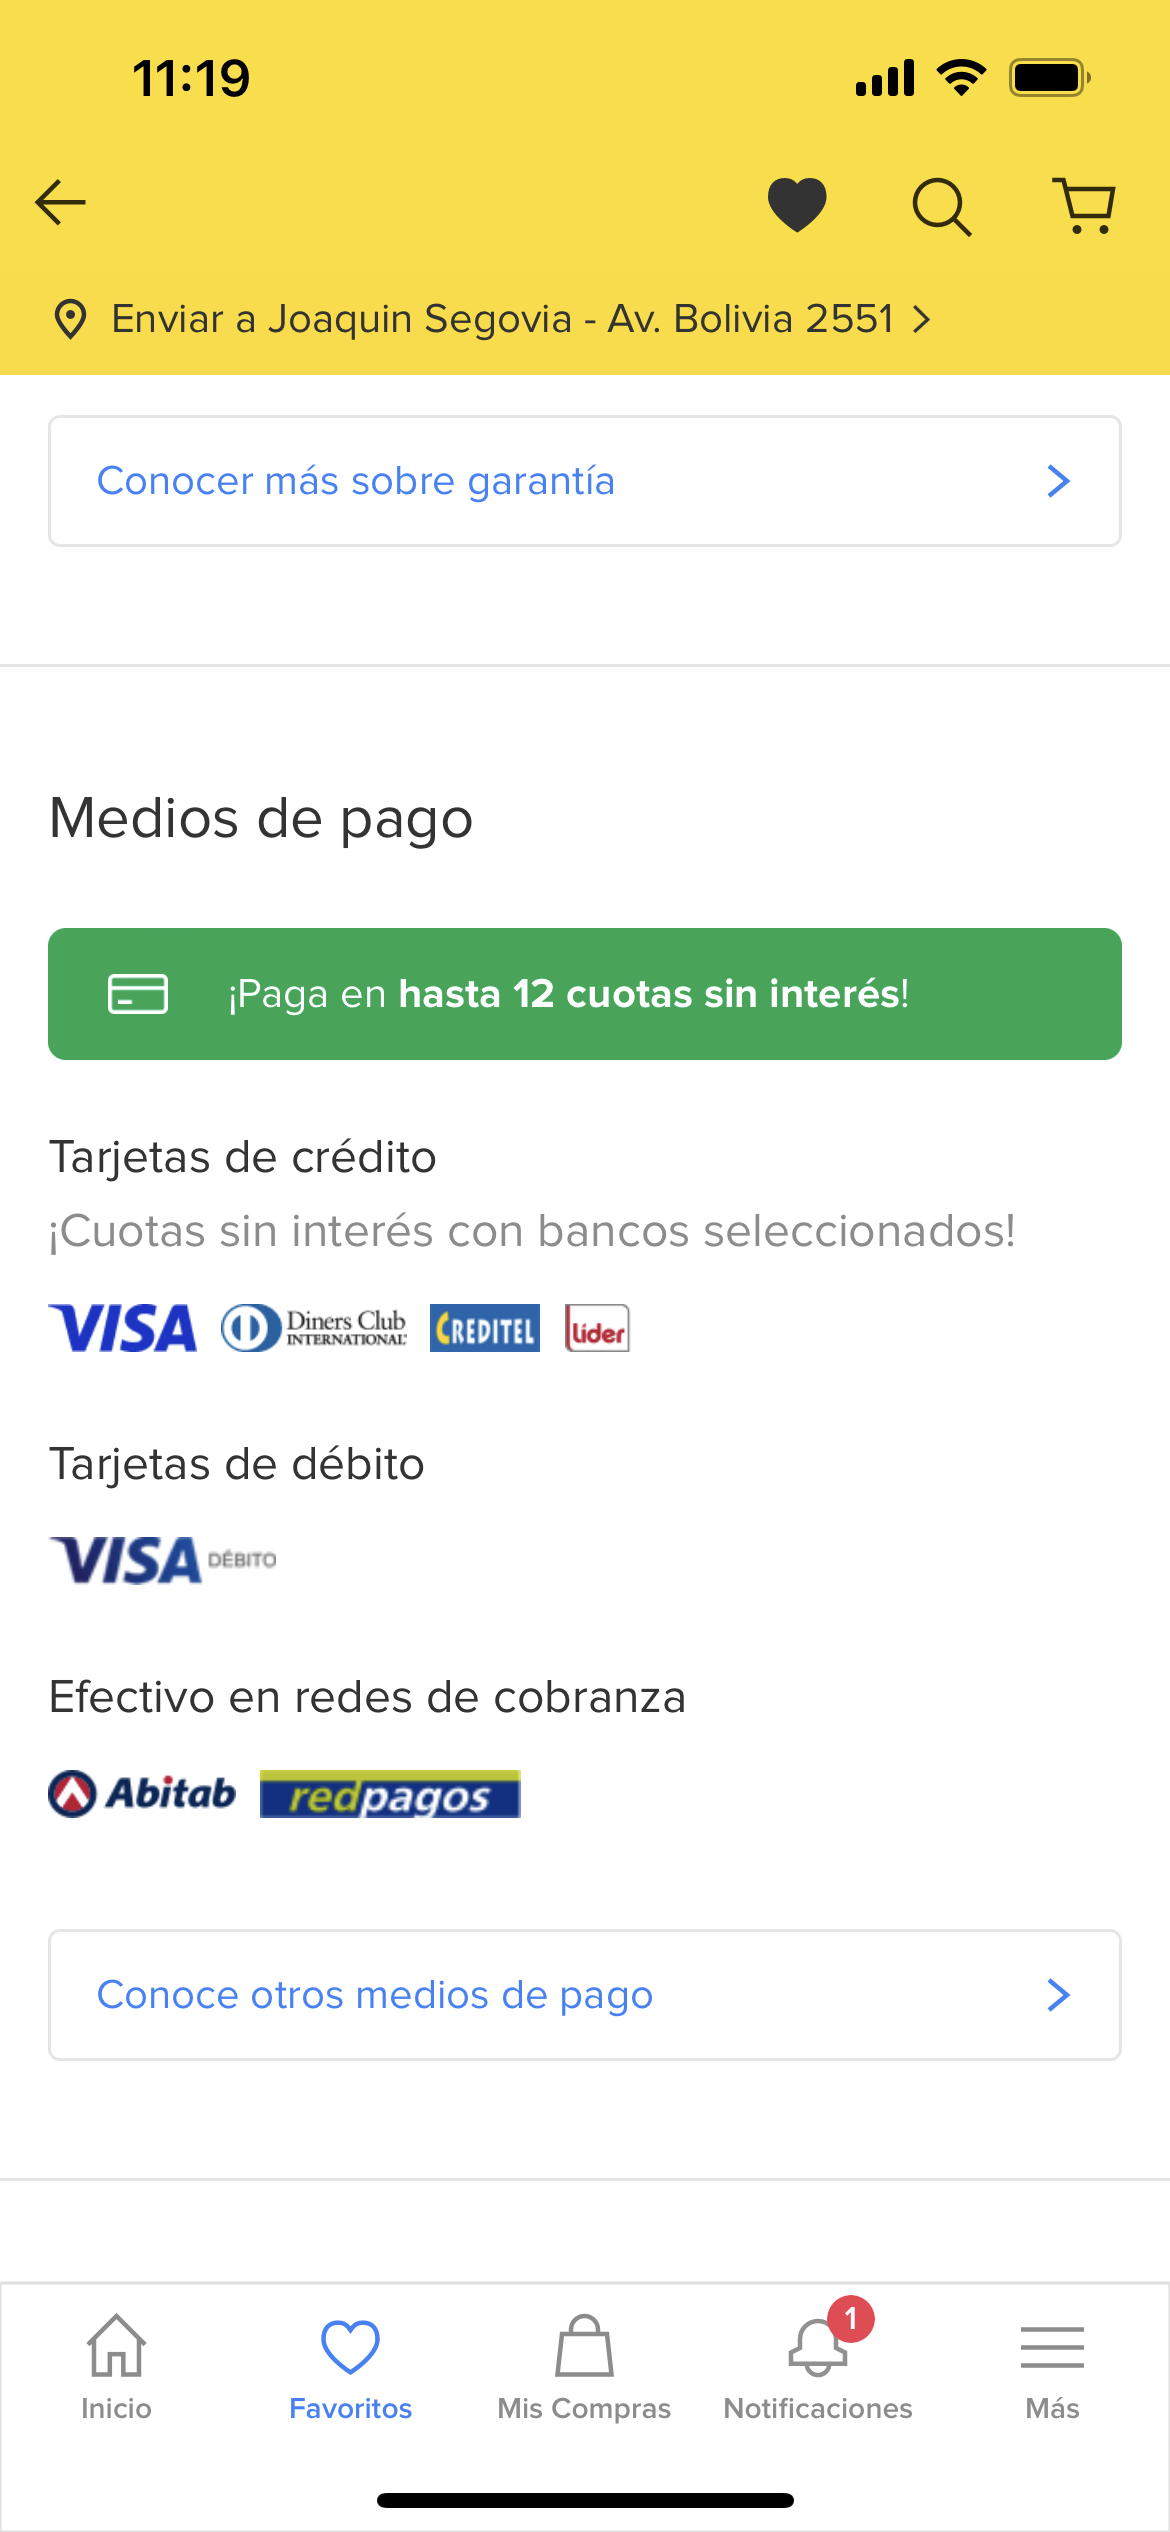 11:19
Enviar a Joaquin Segovia - Av. Bolivia 2551
Conocer más sobre garantía
Medios de pago
¡Paga en hasta 12 cuotas sin interés!
Tarjetas de crédito
¡Cuotas sin interés con bancos seleccionados!
VISA Diners Club INTERNATIONAL CREDITEL líder
Tarjetas de débito
VISA DÉBITO
Efectivo en redes de cobranza
Abitab redpagos
Conoce otros medios de pago
1
Inicio Favoritos Mis Compras Notificaciones Más